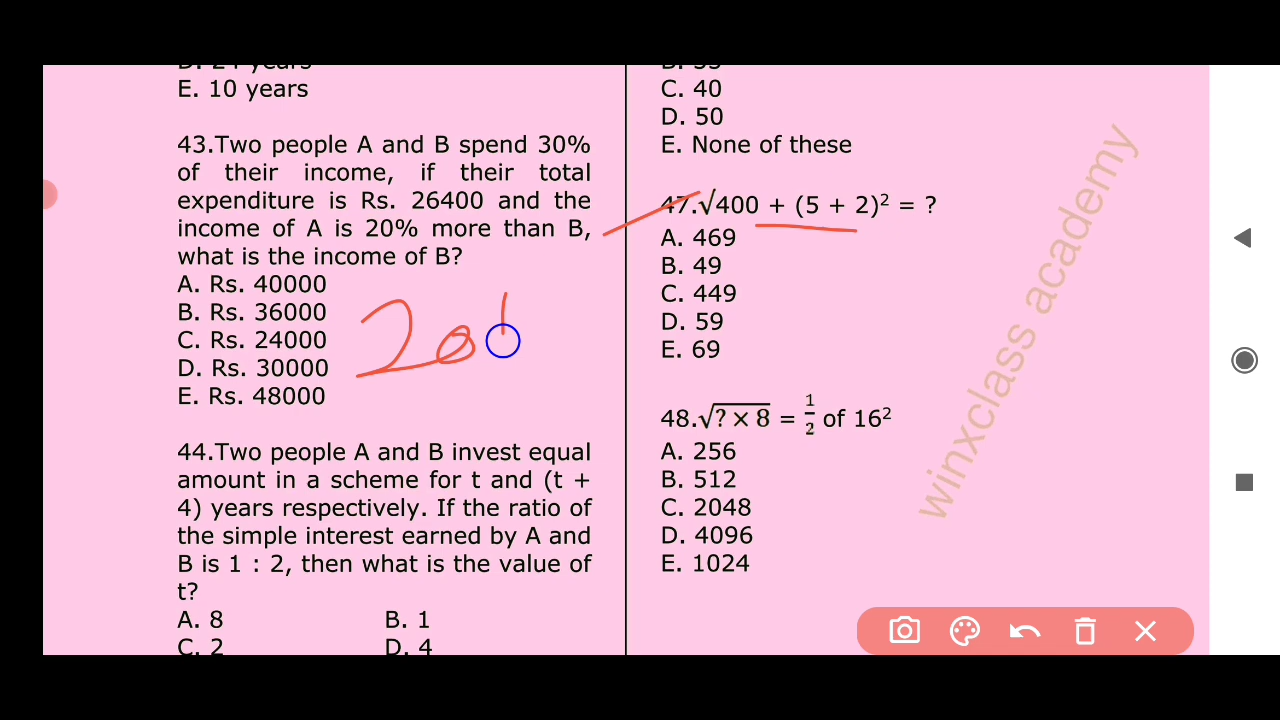 E. 10 years
43.Two people A and B spend 30%
of their income, if their total
expenditure is Rs. 26400 and the
income of A is 20% more than B,
what is the income of B?
A. Rs. 40000
B. Rs. 36000
C. Rs. 24000
D. Rs. 30000
E. Rs. 48000
20
44.Two people A and B invest equal
amount in a scheme for t and (t +
4) years respectively. If the ratio of
the simple interest earned by A and
B is 1 : 2, then what is the value of
t?
A. 8 B. 1
C. 2 D. 4
C. 40
D. 50
E. None of these
47.√400 + (5 + 2)² = ?
A. 469
B. 49
C. 449
D. 59
E. 69
48.√? × 8 = 1/2 of 16²
A. 256
B. 512
C. 2048
D. 4096
E. 1024
winxclass academy